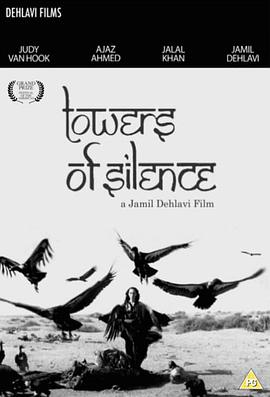 DEHLAVI FILMS
JUDY
VAN HOOK
AJAZ
AHMED
JALAL
KHAN
JAMIL
DEHLAVI
GRAND
PRIZE
towers
of silence
a Jamil Dehlavi Film
PG